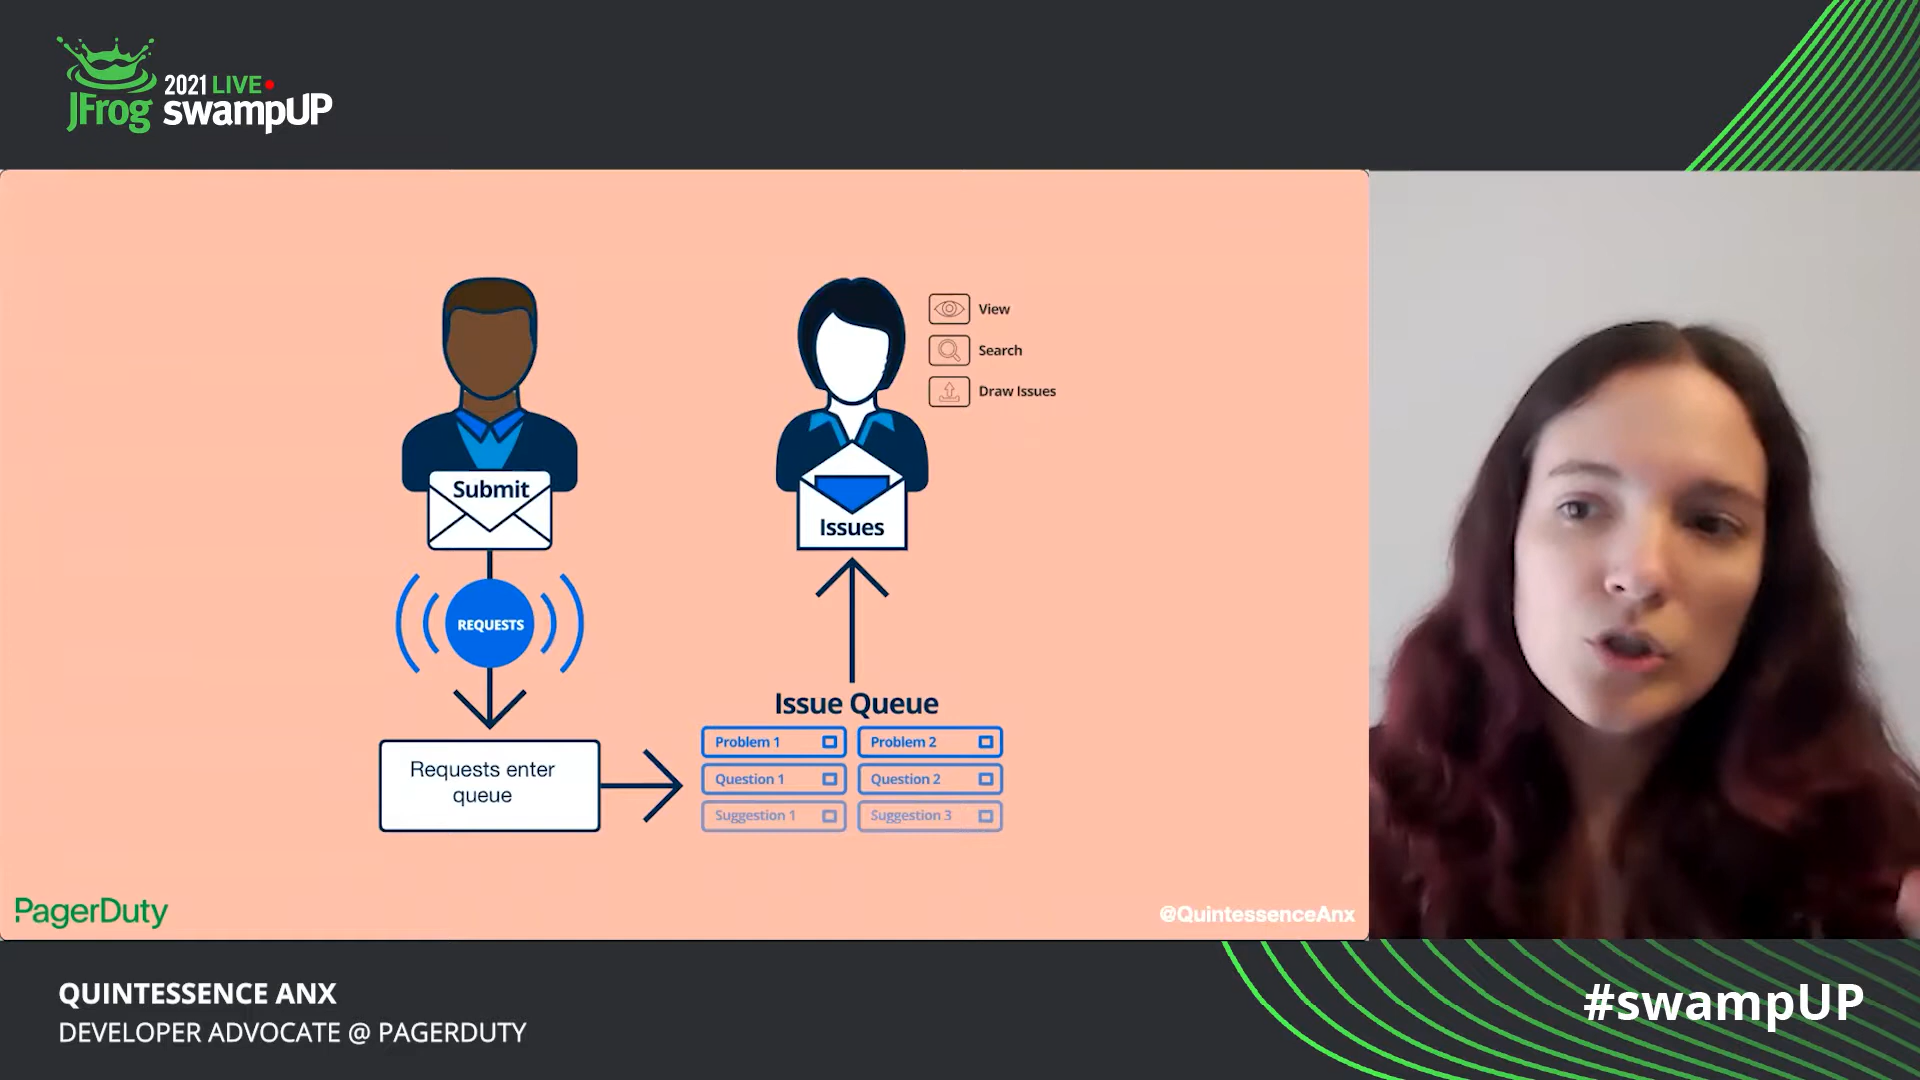 2021 LIVE
JFrog swampUP
View
Search
Draw Issues
Submit
Issues
REQUESTS
Requests enter
queue
Issue Queue
Problem 1
Problem 2
Question 1
Question 2
Suggestion 1
Suggestion 3
PagerDuty
@QuintessenceAnx
QUINTESSENCE ANX
DEVELOPER ADVOCATE @ PAGERDUTY
#swampUP